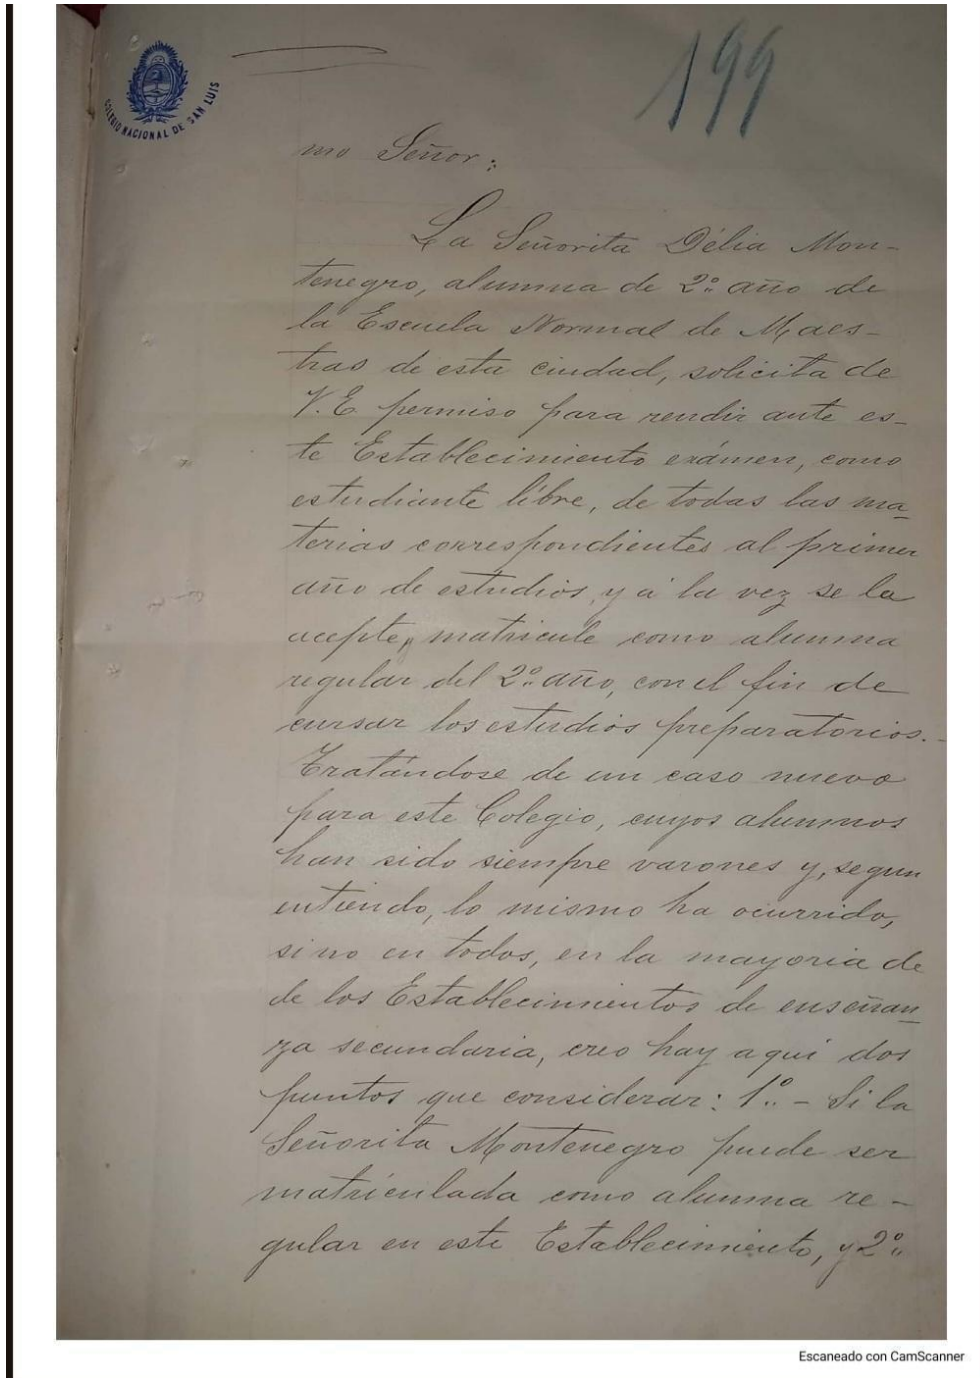 199
COLEGIO NACIONAL DE SAN LUIS
mo Señor:
La Señorita Délia Mon-
tenegro, alumna de 2º año de
la Escuela Normal de Maes-
tras de esta ciudad, solicita de
V.E. permiso para rendir ante es-
te Establecimiento exámen, como
estudiante libre, de todas las ma-
terias correspondientes al primer
año de estudios, y á la vez se la
acepte, matricule como alumna
regular del 2º año, con el fin de
cursar los estudios preparatorios.-
Tratándose de un caso nuevo
para este Colegio, cuyos alumnos
han sido siempre varones y, segun
entiendo, lo mismo ha ocurrido,
sino en todos, en la mayoria de
de los Establecimientos de enseñan-
za secundaria, creo hay aqui dos
puntos que considerar: 1º - Si la
Señorita Montenegro puede ser
matriculada como alumna re-
gular en este Establecimiento, y 2º
Escaneado con CamScanner